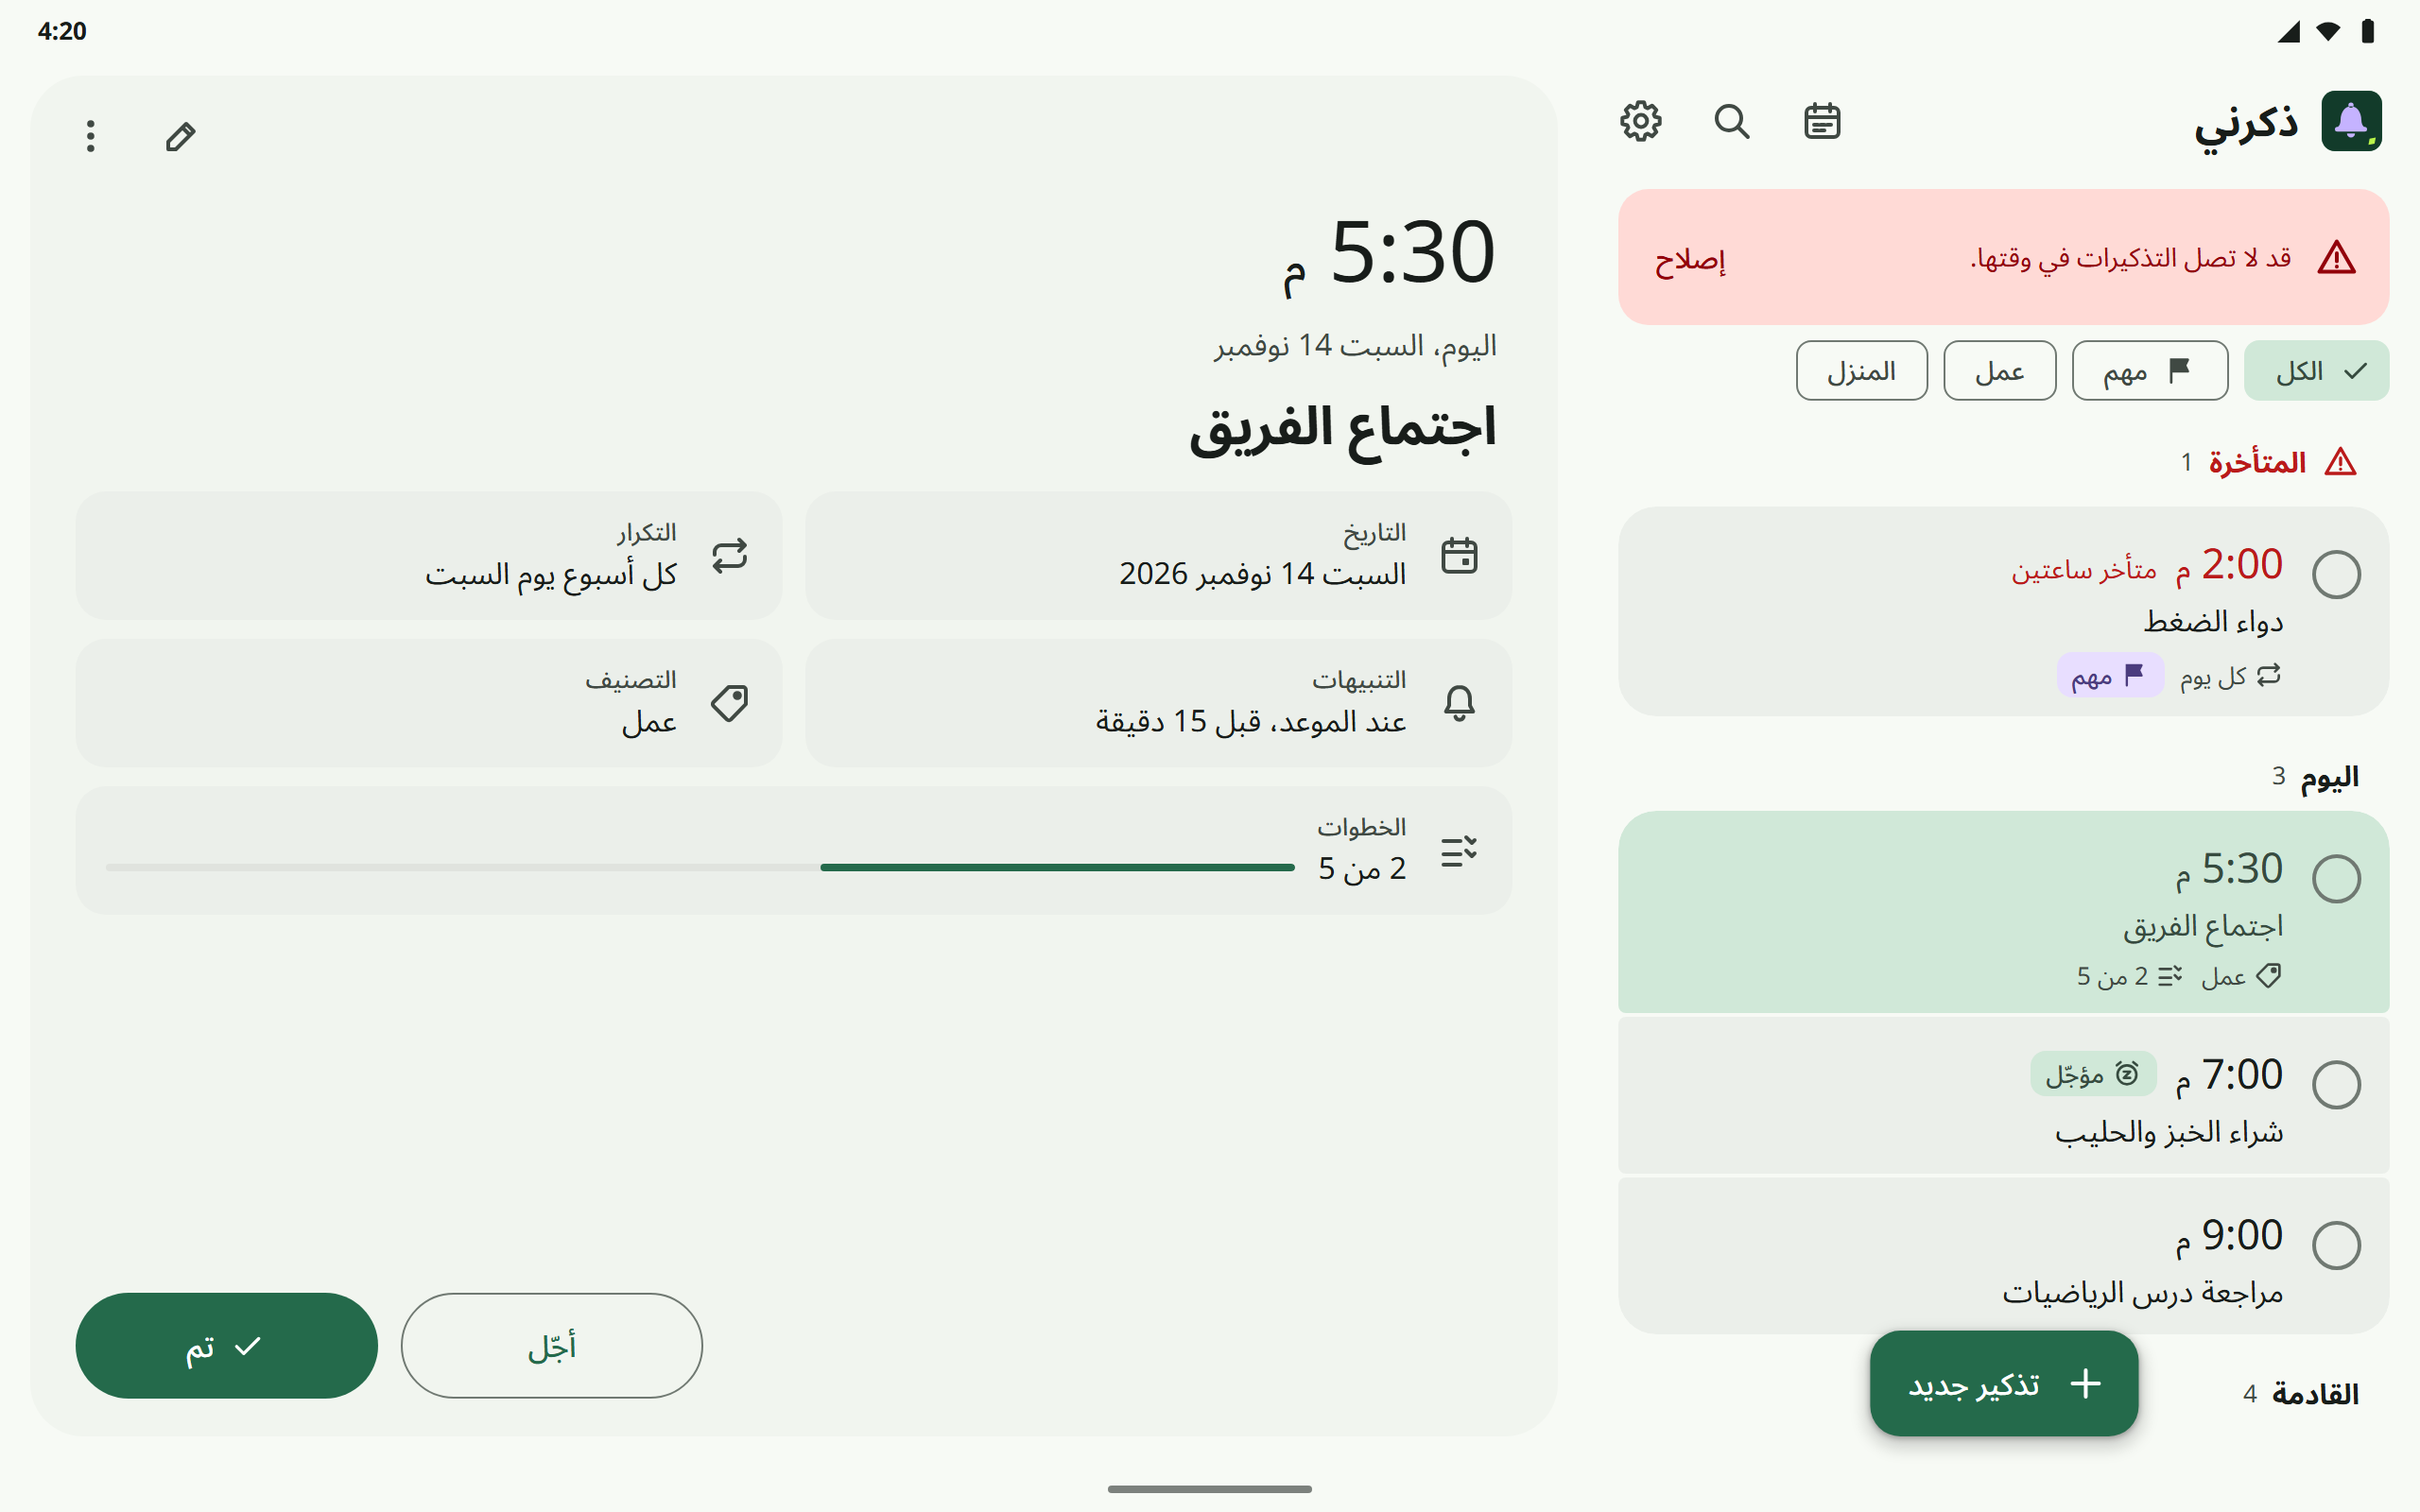 4:20
ذكرني
قد لا تصل التذكيرات في وقتها.
إصلاح
الكل
مهم
عمل
المنزل
المتأخرة 1
2:00 م متأخر ساعتين
دواء الضغط
كل يوم مهم
اليوم 3
5:30 م
اجتماع الفريق
عمل 2 من 5
7:00 م مؤجّل
شراء الخبز والحليب
9:00 م
مراجعة درس الرياضيات
القادمة 4
تذكير جديد
5:30 م
اليوم، السبت 14 نوفمبر
اجتماع الفريق
التاريخ
السبت 14 نوفمبر 2026
التكرار
كل أسبوع يوم السبت
التنبيهات
عند الموعد، قبل 15 دقيقة
التصنيف
عمل
الخطوات
2 من 5
أجّل
تم